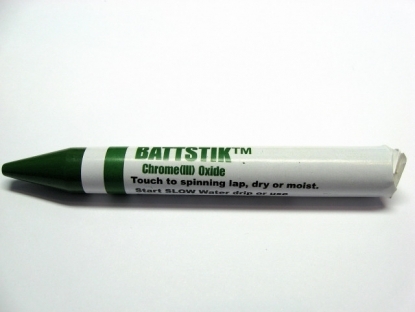 BATTSTIK™
Chrome(III) Oxide
Touch to spinning lap, dry or moist.
Start SLOW Water drip or use